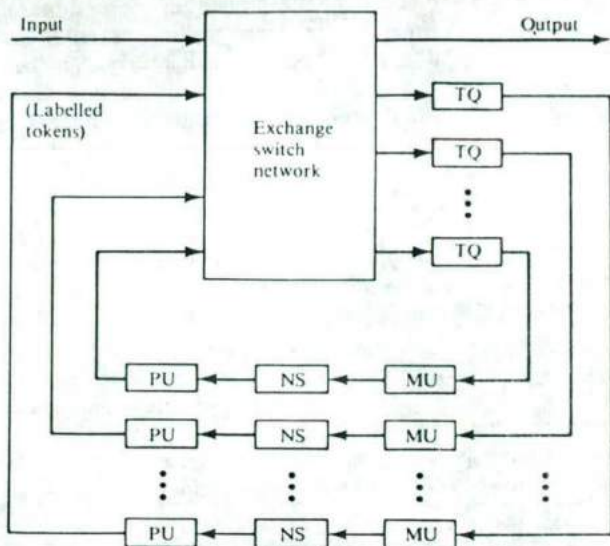 Input
Output
(Labelled
tokens)
Exchange
switch
network
TQ
TQ
TQ
PU NS MU
PU NS MU
PU NS MU